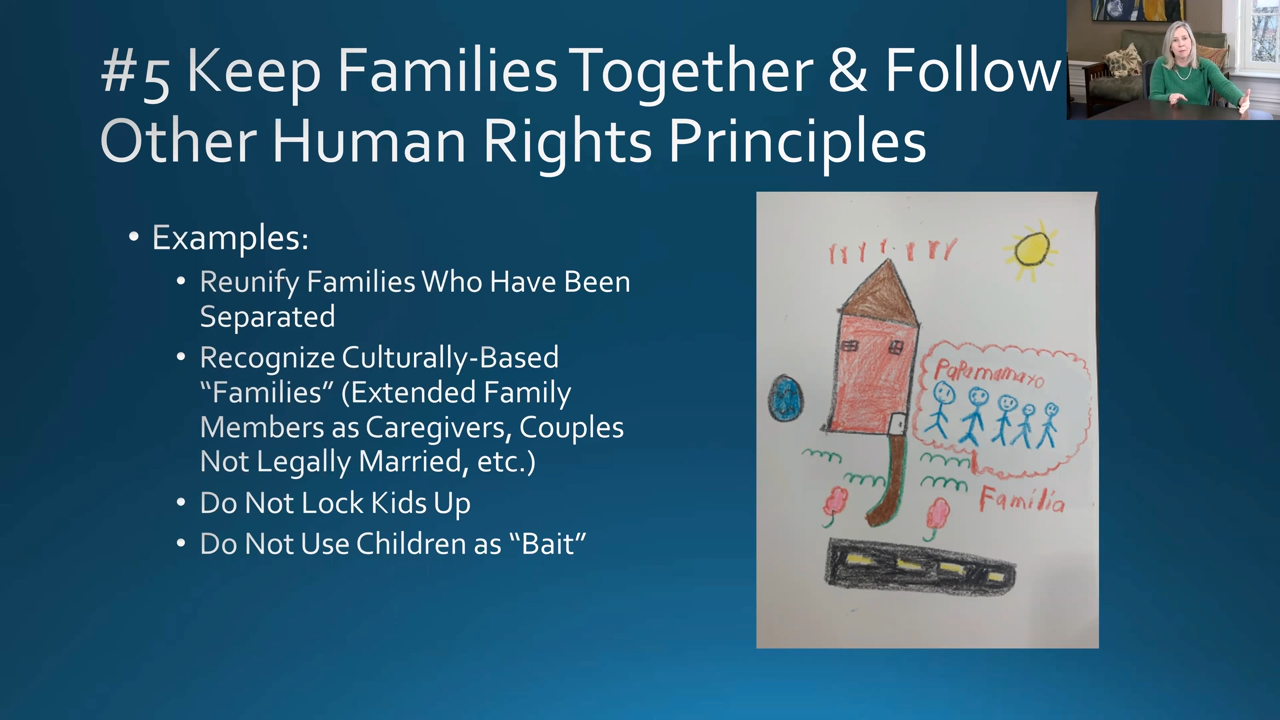 #5 Keep Families Together & Follow
Other Human Rights Principles
• Examples:
• Reunify Families Who Have Been
Separated
• Recognize Culturally-Based
“Families” (Extended Family
Members as Caregivers, Couples
Not Legally Married, etc.)
• Do Not Lock Kids Up
• Do Not Use Children as “Bait”
Papamamayo
Familia